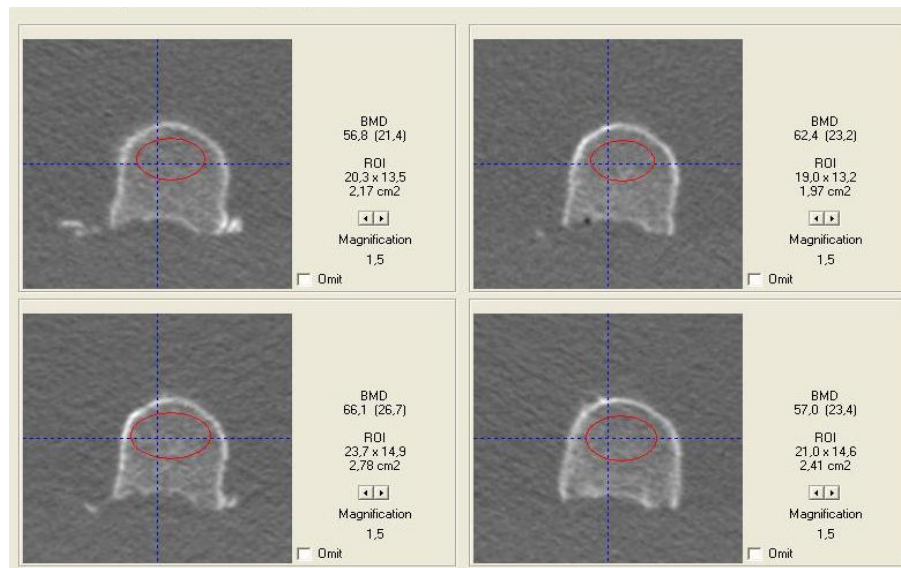 BMD
56,8 (21,4)
ROI
20,3 x 13,5
2,17 cm2
Magnification
1,5
Omit
BMD
62,4 (23,2)
ROI
19,0 x 13,2
1,97 cm2
Magnification
1,5
Omit
BMD
66,1 (26,7)
ROI
23,7 x 14,9
2,78 cm2
Magnification
1,5
Omit
BMD
57,0 (23,4)
ROI
21,0 x 14,6
2,41 cm2
Magnification
1,5
Omit